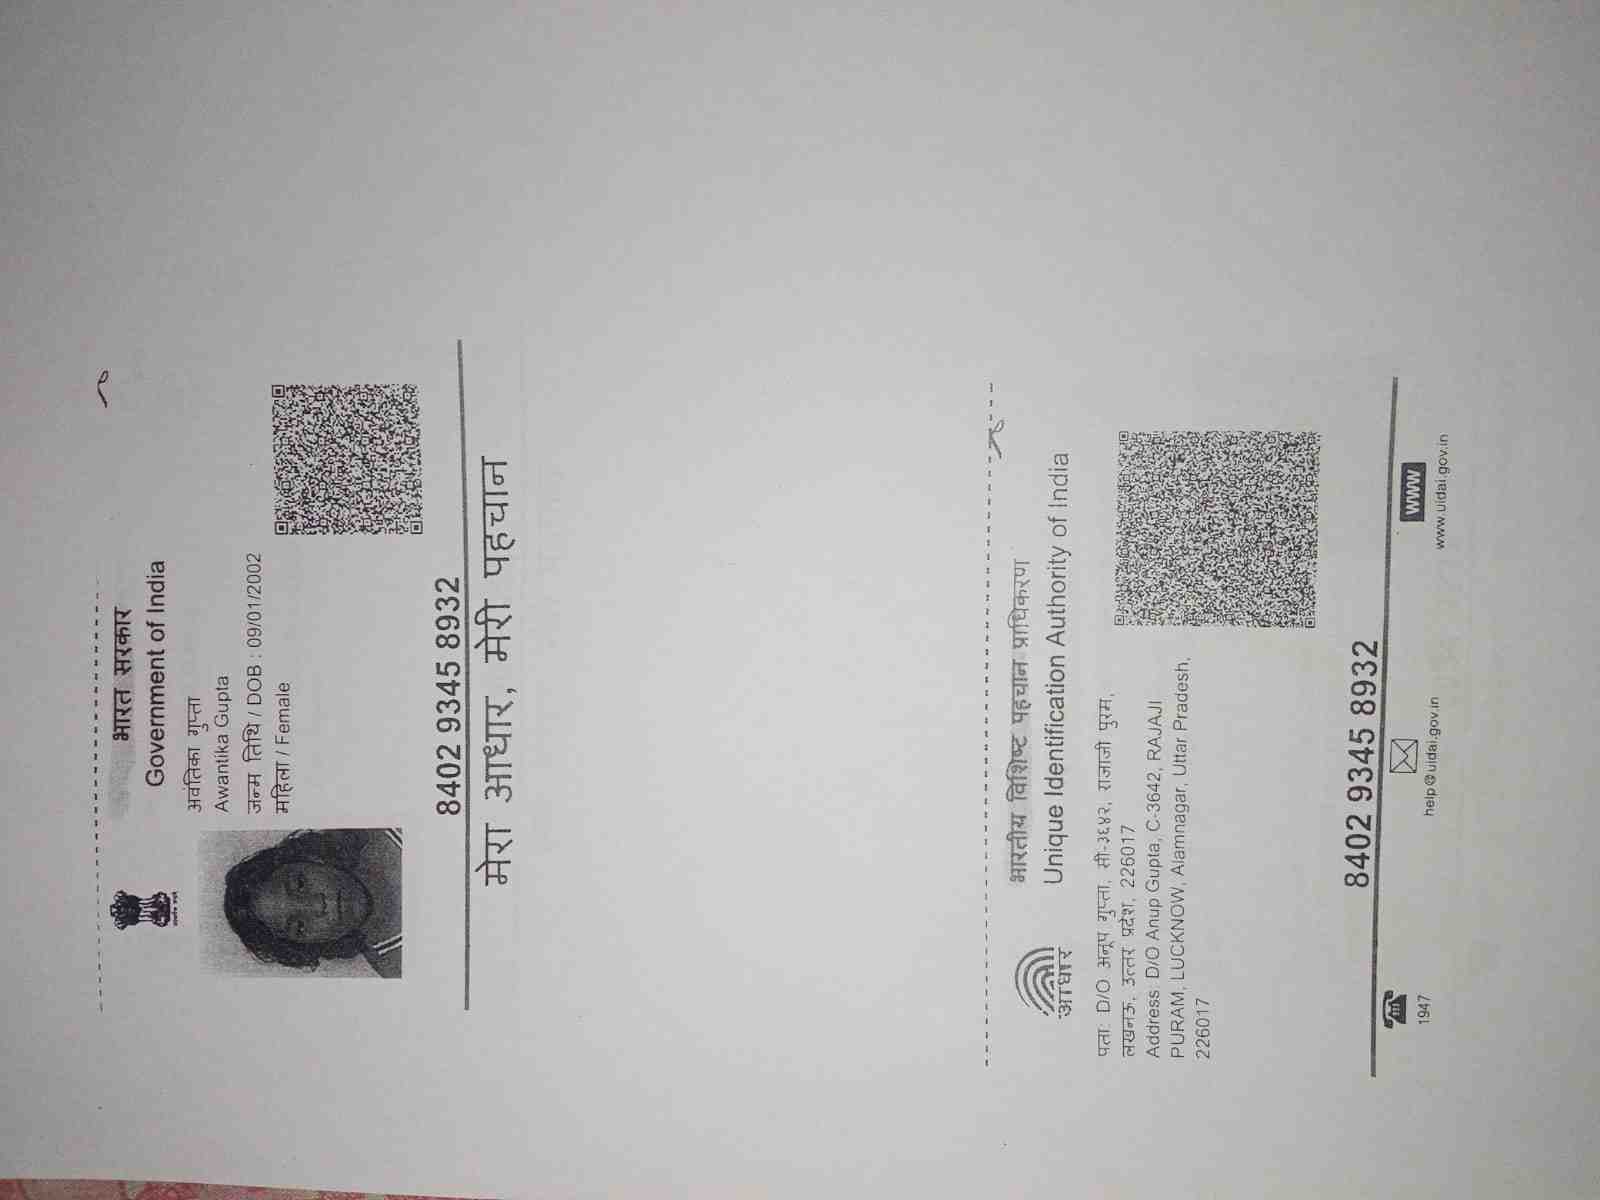 भारत सरकार
Government of India
अवंतिका गुप्ता
Awantika Gupta
जन्म तिथि / DOB : 09/01/2002
महिला / Female
8402 9345 8932
मेरा आधार, मेरी पहचान
भारतीय विशिष्ट पहचान प्राधिकरण
Unique Identification Authority of India
आधार
पता: D/O अनूप गुप्ता, सी-३६४२, राजाजी पुरम,
लखनऊ, उत्तर प्रदेश, 226017
Address: D/O Anup Gupta, C-3642, RAJAJI
PURAM, LUCKNOW, Alamnagar, Uttar Pradesh,
226017
8402 9345 8932
1947
help@uidai.gov.in
www
www.uidai.gov.in